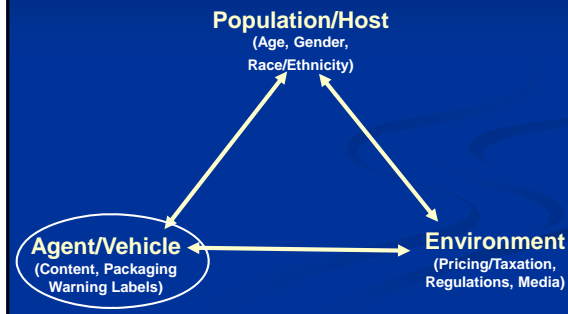 Population/Host
(Age, Gender,
Race/Ethnicity)
Agent/Vehicle
(Content, Packaging
Warning Labels)
Environment
(Pricing/Taxation,
Regulations, Media)